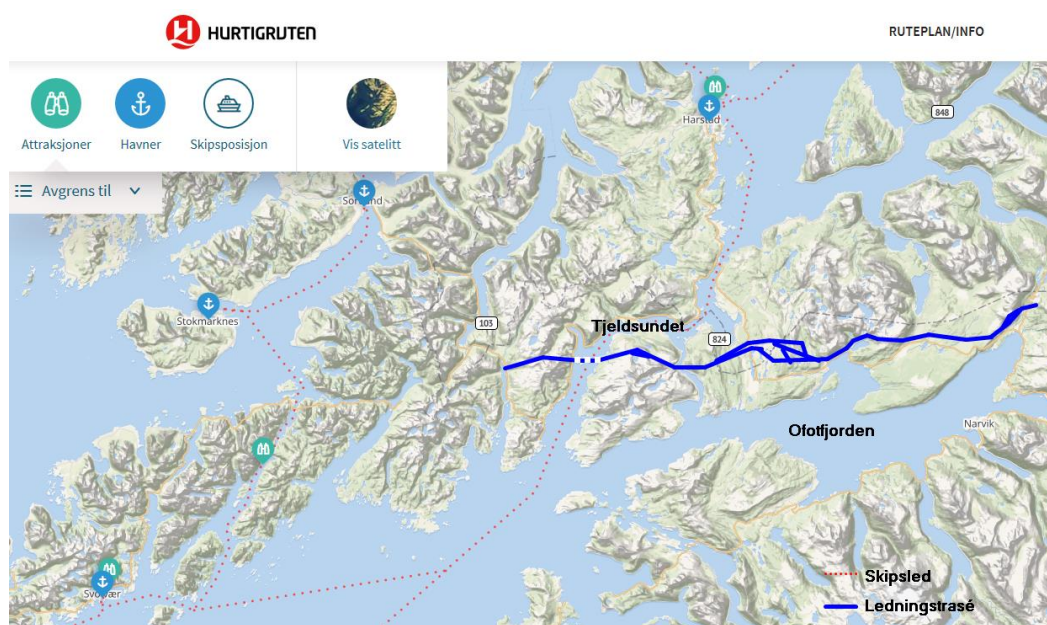 HURTIGRUTEN
RUTEPLAN/INFO
Attraksjoner
Havner
Skipsposisjon
Vis satelitt
Avgrens til
Harstad
848
Sortland
Stokmarknes
103
Tjeldsundet
824
Ofotfjorden
Narvik
Svolvær
Skipsled
Ledningstrasé